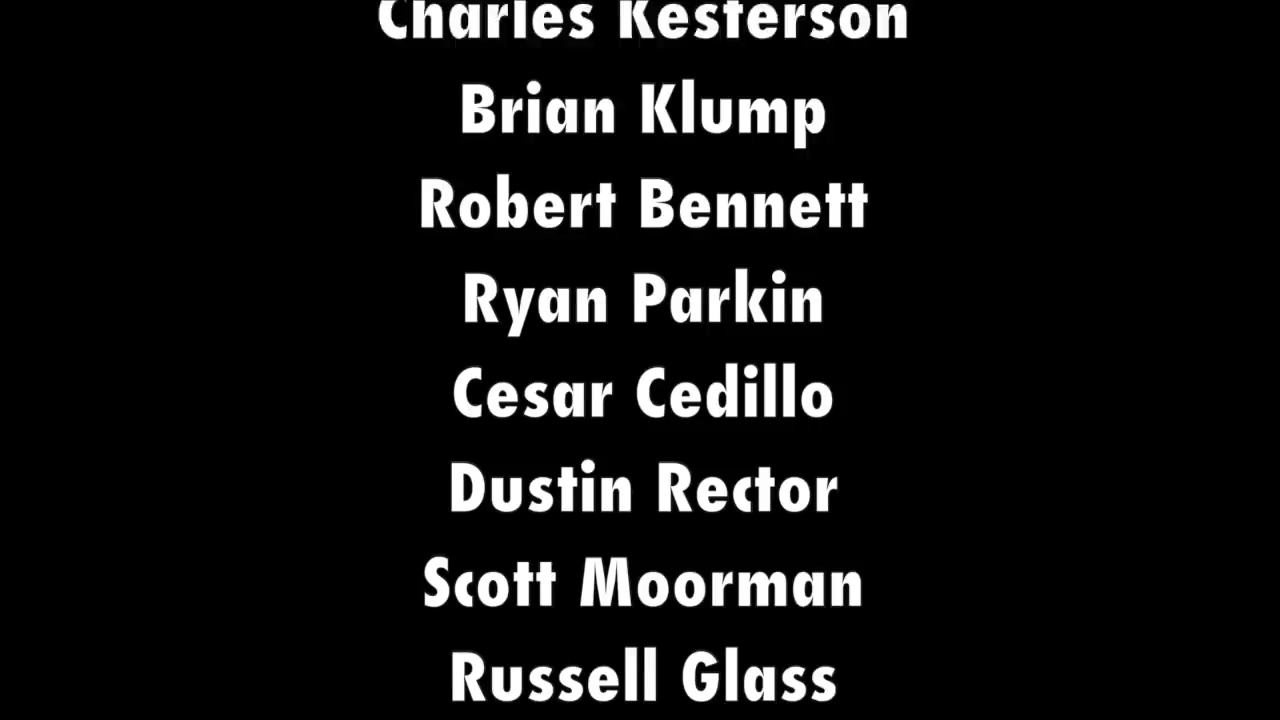 Charles Kesterson
Brian Klump
Robert Bennett
Ryan Parkin
Cesar Cedillo
Dustin Rector
Scott Moorman
Russell Glass